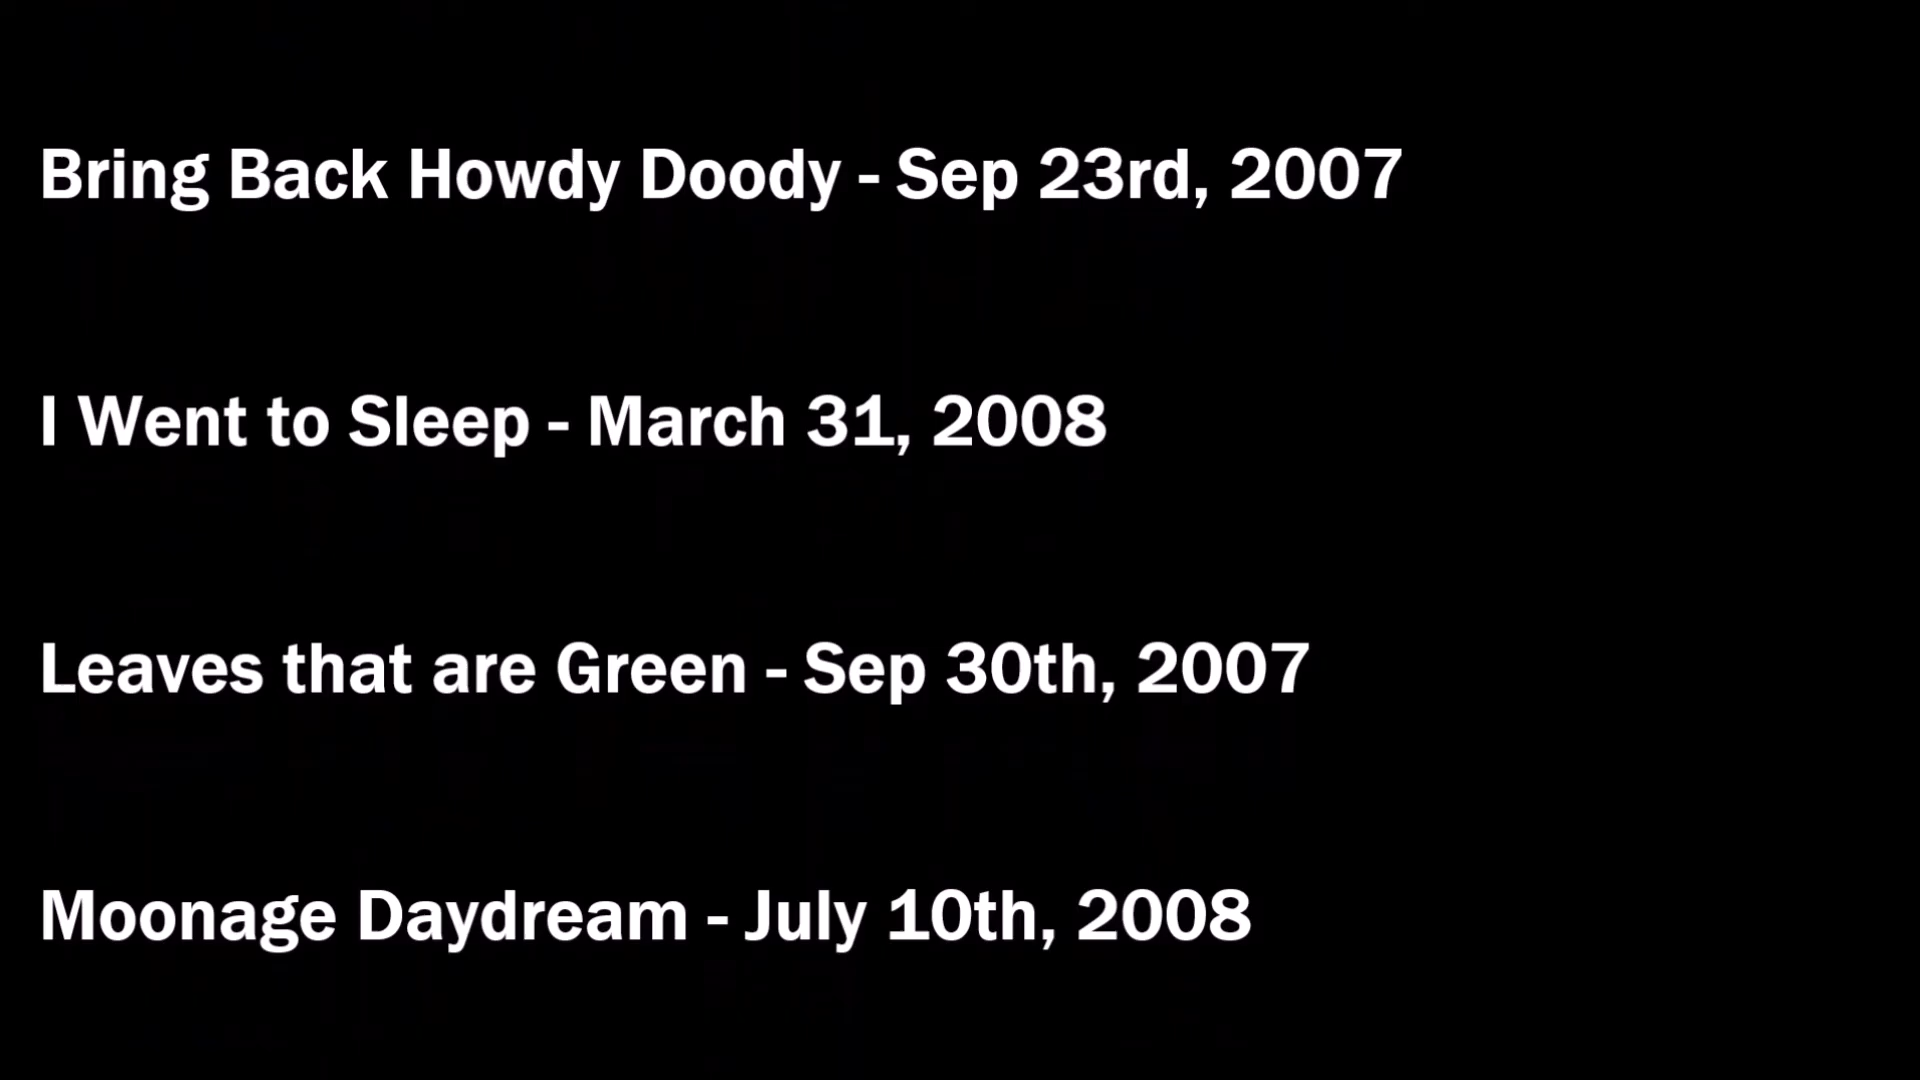 Bring Back Howdy Doody - Sep 23rd, 2007
I Went to Sleep - March 31, 2008
Leaves that are Green - Sep 30th, 2007
Moonage Daydream - July 10th, 2008